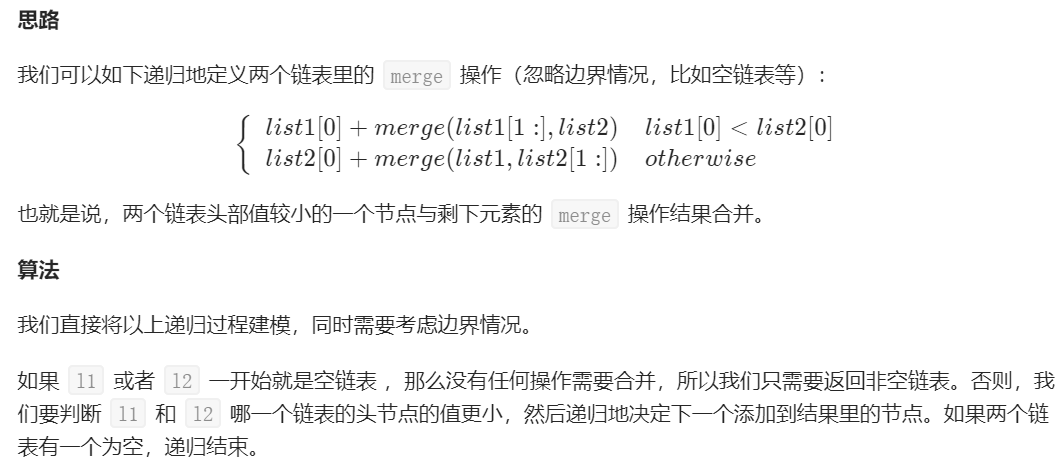 思路
我们可以如下递归地定义两个链表里的 merge 操作（忽略边界情况，比如空链表等）：
{ list1[0] + merge(list1[1 :], list2) list1[0] < list2[0]
list2[0] + merge(list1, list2[1 :]) otherwise
也就是说，两个链表头部值较小的一个节点与剩下元素的 merge 操作结果合并。
算法
我们直接将以上递归过程建模，同时需要考虑边界情况。
如果 l1 或者 l2 一开始就是空链表 ，那么没有任何操作需要合并，所以我们只需要返回非空链表。否则，我
们要判断 l1 和 l2 哪一个链表的头节点的值更小，然后递归地决定下一个添加到结果里的节点。如果两个链
表有一个为空，递归结束。